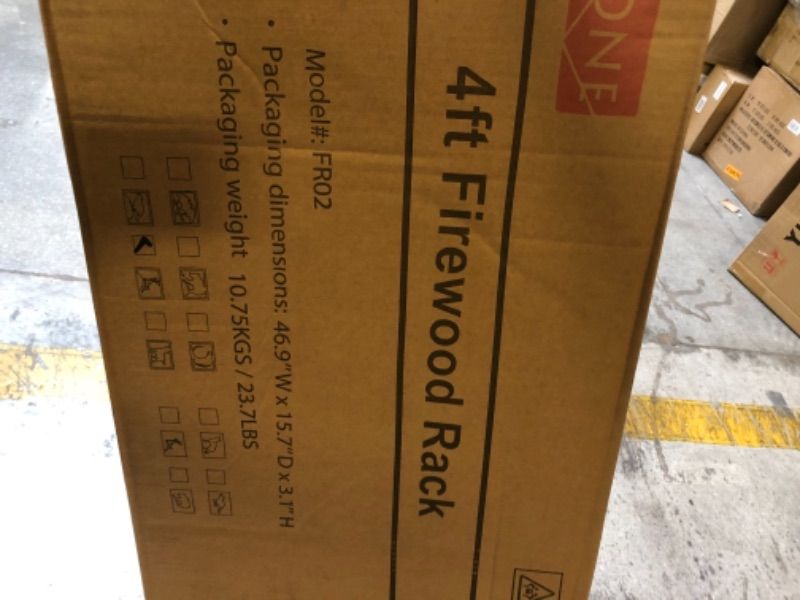 ONE
4ft Firewood Rack
Model#: FR02
• Packaging dimensions: 46.9"W x 15.7"D x 3.1"H
• Packaging weight 10.75KGS / 23.7LBS